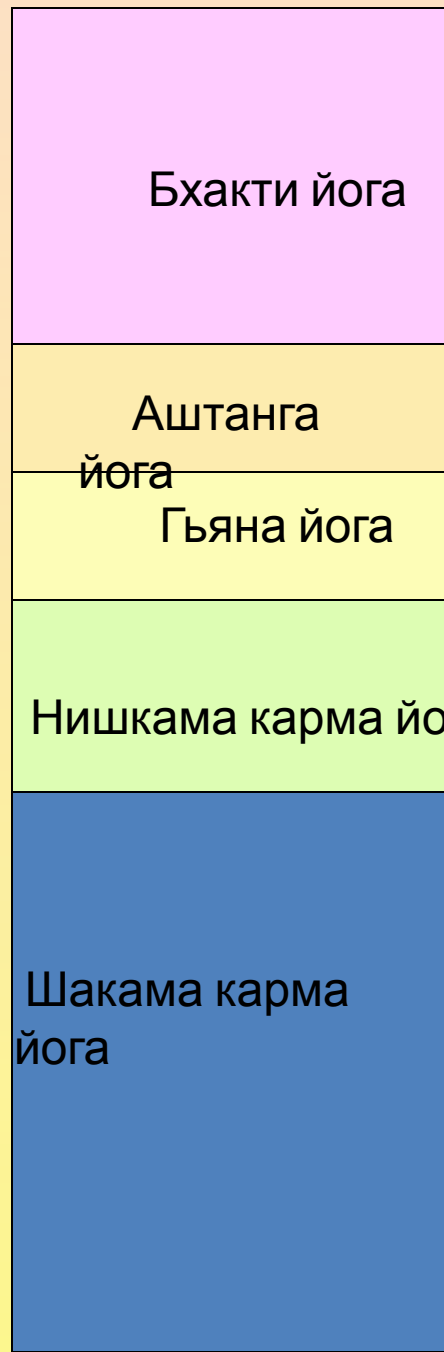 Бхакти йога
Аштанга
йога
Гьяна йога
Нишкама карма йо
Шакама карма
йога